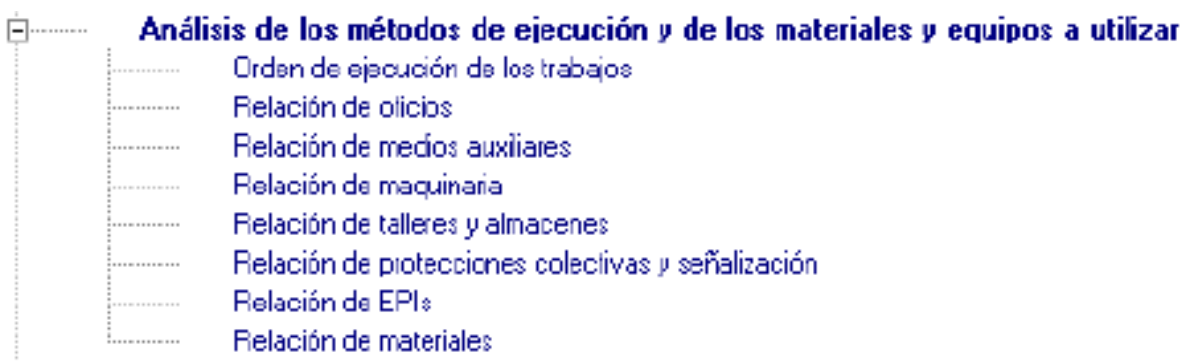 Análisis de los métodos de ejecución y de los materiales y equipos a utilizar
Orden de ejecución de los trabajos
Relación de oficios
Relación de medios auxiliares
Relación de maquinaria
Relación de talleres y almacenes
Relación de protecciones colectivas y señalización
Relación de EPIs
Relación de materiales